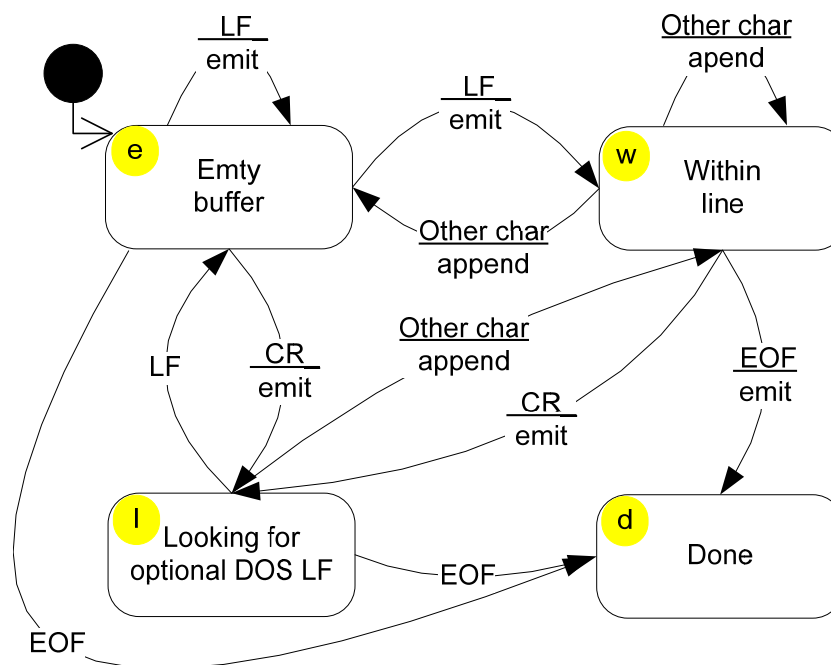 LF
emit
Other char
apend
LF
emit
e
Emty
buffer
w
Within
line
Other char
append
Other char
append
LF
CR
emit
EOF
emit
CR
emit
l
Looking for
optional DOS LF
d
Done
EOF
EOF